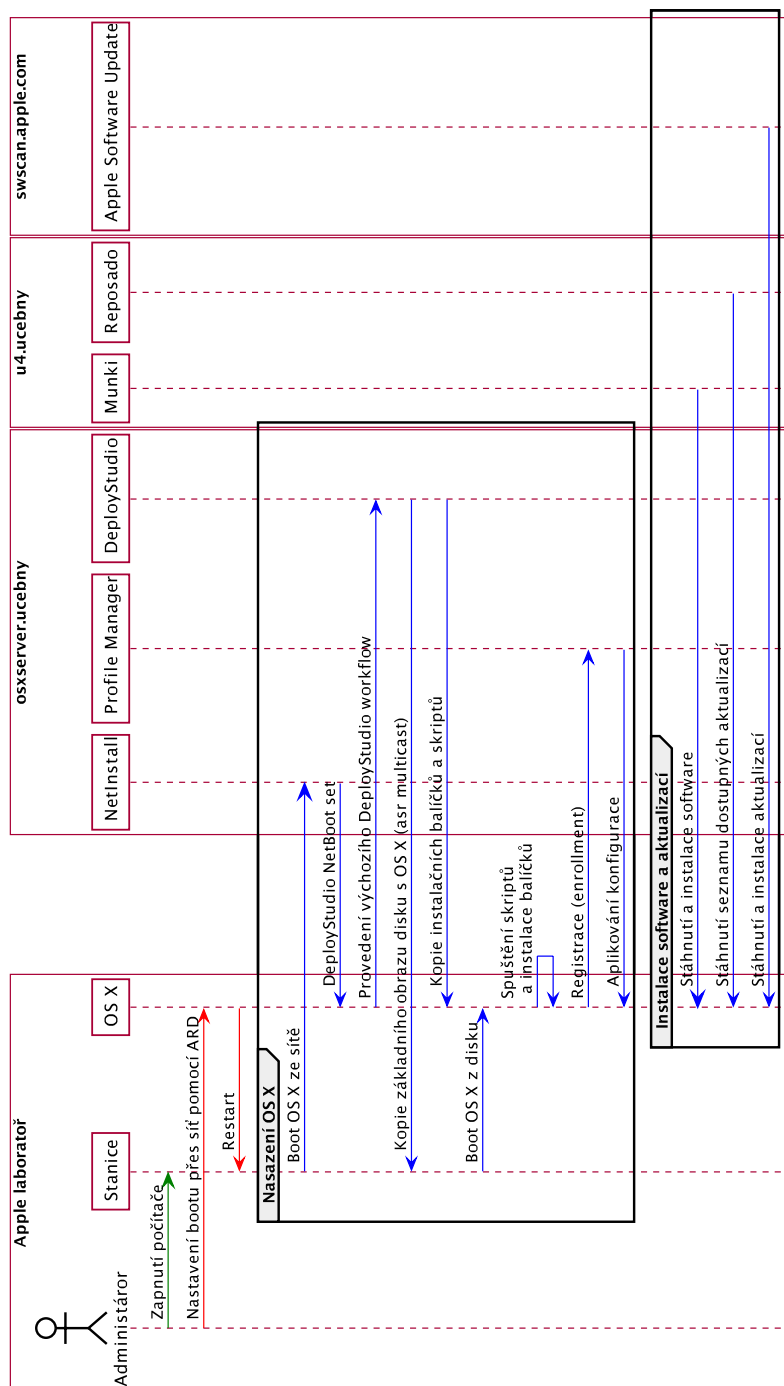 Apple laboratoř
osxserver.ucebny
u4.ucebny
swscan.apple.com
Administáror
Stanice
OS X
NetInstall
Profile Manager
DeployStudio
Munki
Reposado
Apple Software Update
Zapnutí počítače
Nastavení bootu přes síť pomocí ARD
Restart
Nasazení OS X
Boot OS X ze sítě
DeployStudio NetBoot set
Provedení výchozího DeployStudio workflow
Kopie základního obrazu disku s OS X (asr multicast)
Kopie instalačních balíčků a skriptů
Boot OS X z disku
Spuštění skriptů
a instalace balíčků
Registrace (enrollment)
Aplikování konfigurace
Instalace software a aktualizací
Stáhnutí a instalace software
Stáhnutí seznamu dostupných aktualizací
Stáhnutí a instalace aktualizací